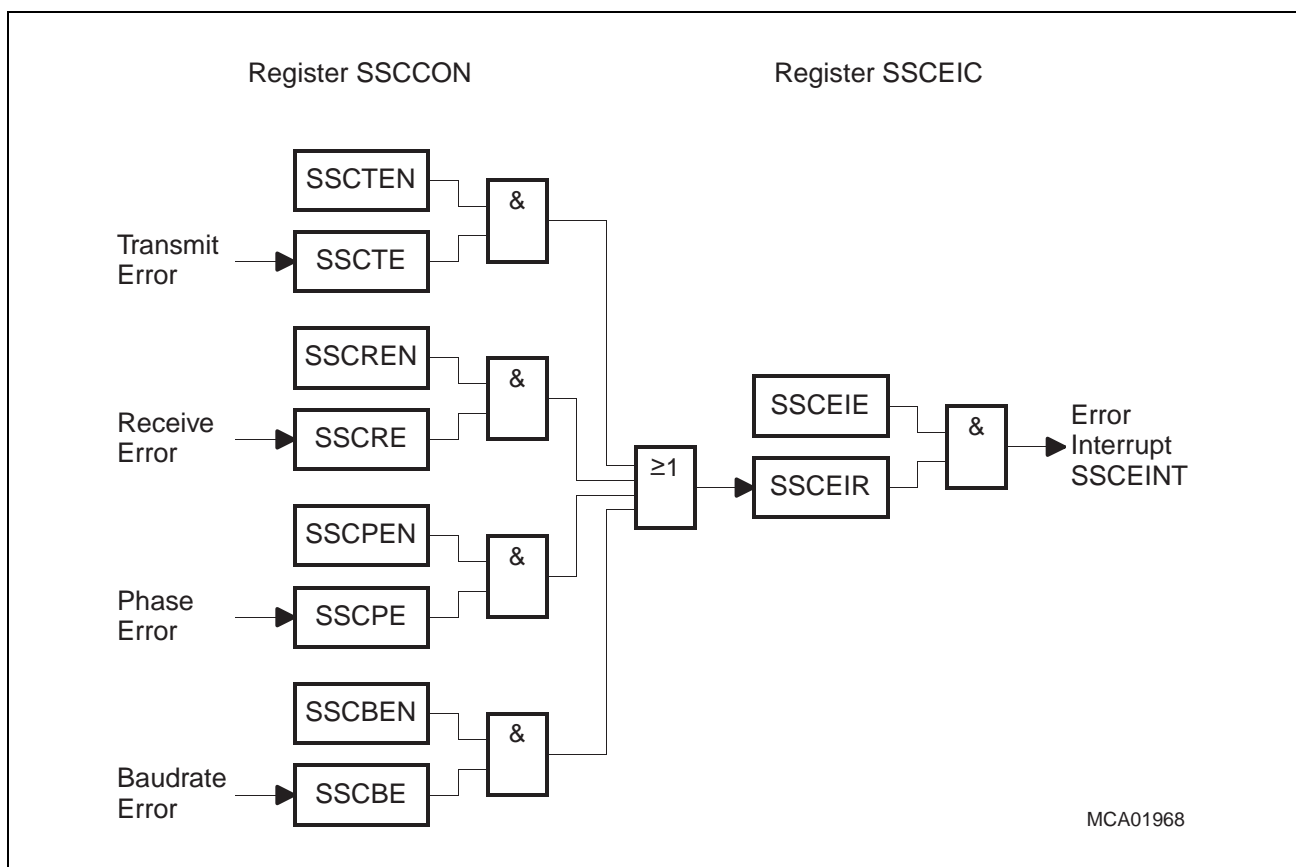 Register SSCCON
Register SSCEIC
SSCTEN
&
Transmit
Error
SSCTE
SSCREN
&
Receive
Error
SSCRE
SSCPEN
&
Phase
Error
SSCPE
SSCBEN
&
Baudrate
Error
SSCBE
≥1
SSCEIE
SSCEIR
&
Error
Interrupt
SSCEINT
MCA01968